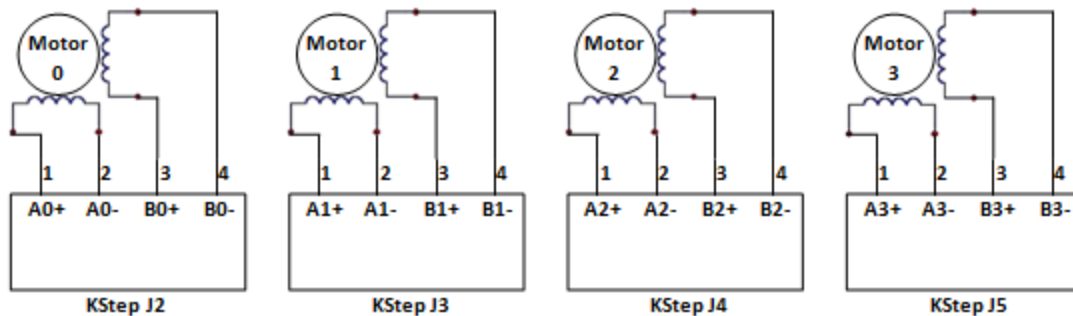 Motor 0
1 2 3 4
A0+ A0- B0+ B0-
KStep J2
Motor 1
1 2 3 4
A1+ A1- B1+ B1-
KStep J3
Motor 2
1 2 3 4
A2+ A2- B2+ B2-
KStep J4
Motor 3
1 2 3 4
A3+ A3- B3+ B3-
KStep J5